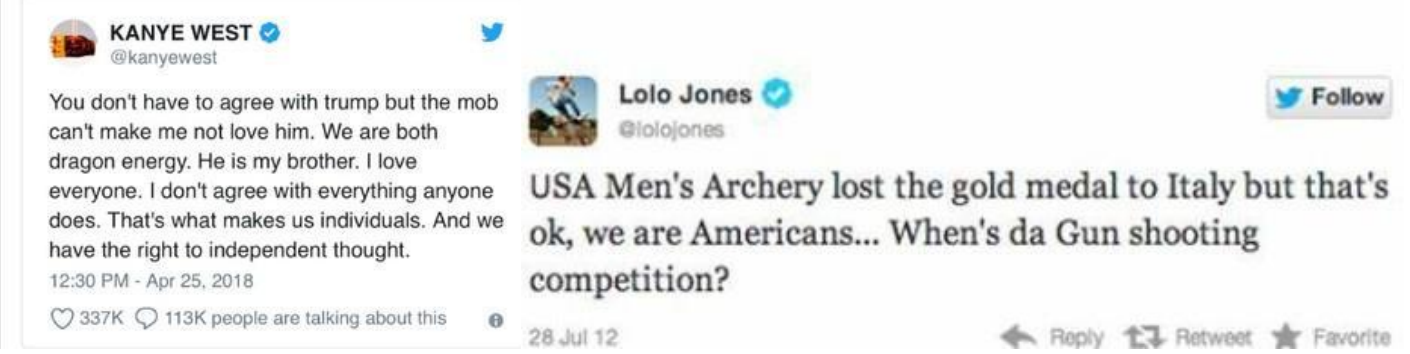 KANYE WEST
@kanyewest
You don't have to agree with trump but the mob
can't make me not love him. We are both
dragon energy. He is my brother. I love
everyone. I don't agree with everything anyone
does. That's what makes us individuals. And we
have the right to independent thought.
12:30 PM - Apr 25, 2018
337K 113K people are talking about this
Lolo Jones
@lolojones
Follow
USA Men's Archery lost the gold medal to Italy but that's
ok, we are Americans... When's da Gun shooting
competition?
28 Jul 12 Reply Retweet Favorite